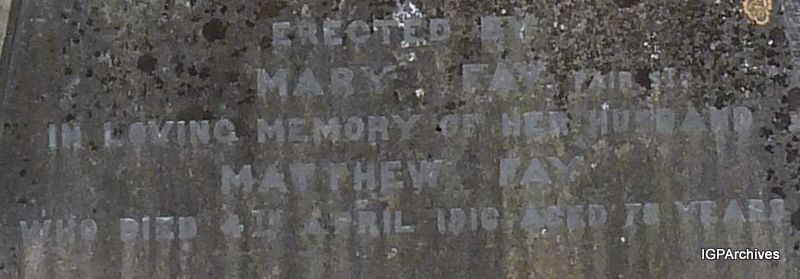 ERECTED BY
MARY FAY
IN LOVING MEMORY OF HER HUSBAND
MATTHEW FAY
WHO DIED 4TH APRIL 1916 AGED 78 YEARS
IGPArchives